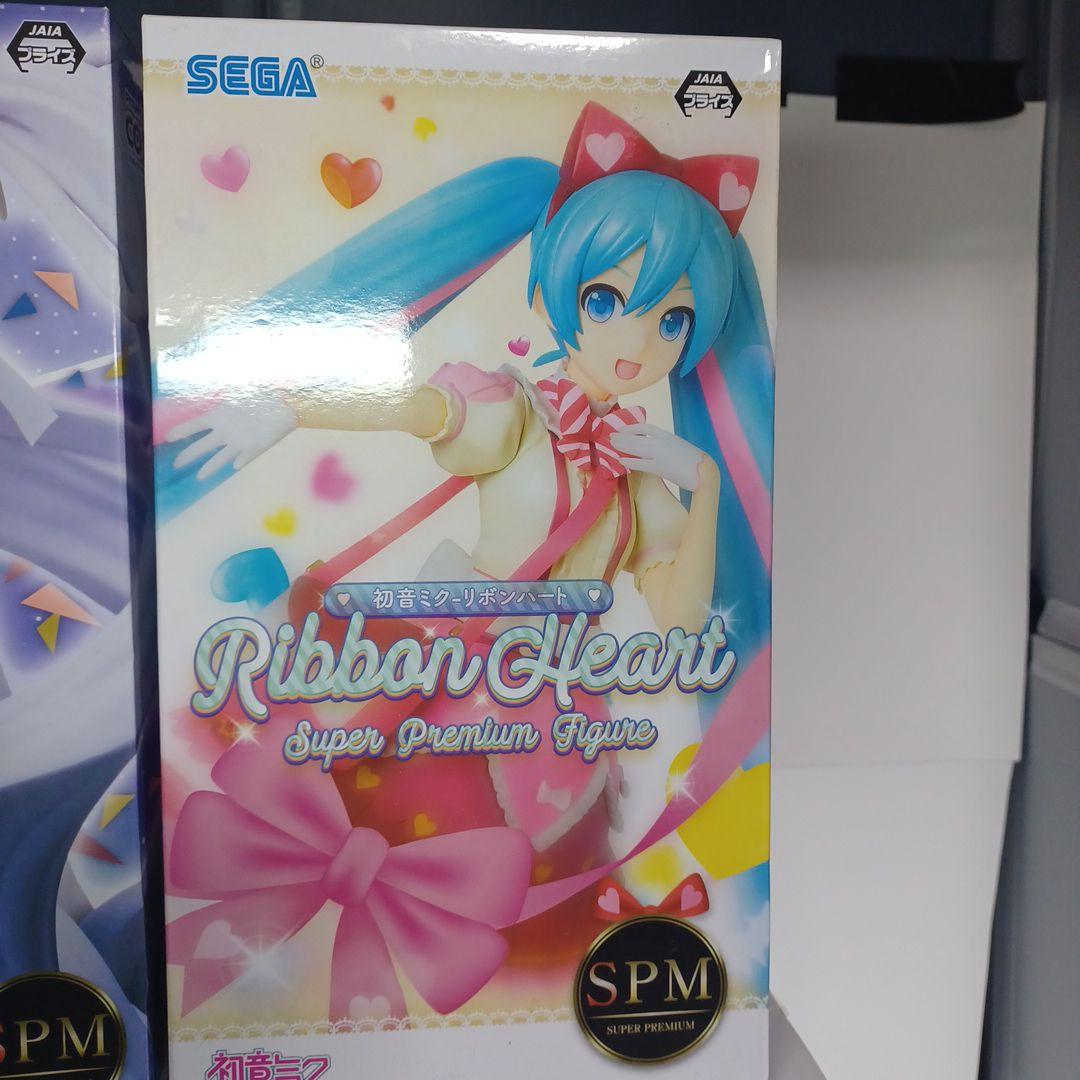 JAIA
プライズ
SPM
SEGA®
JAIA
プライズ
初音ミク-リボンハート
Ribbon Heart
Super Premium Figure
SPM
SUPER PREMIUM
初音ミク